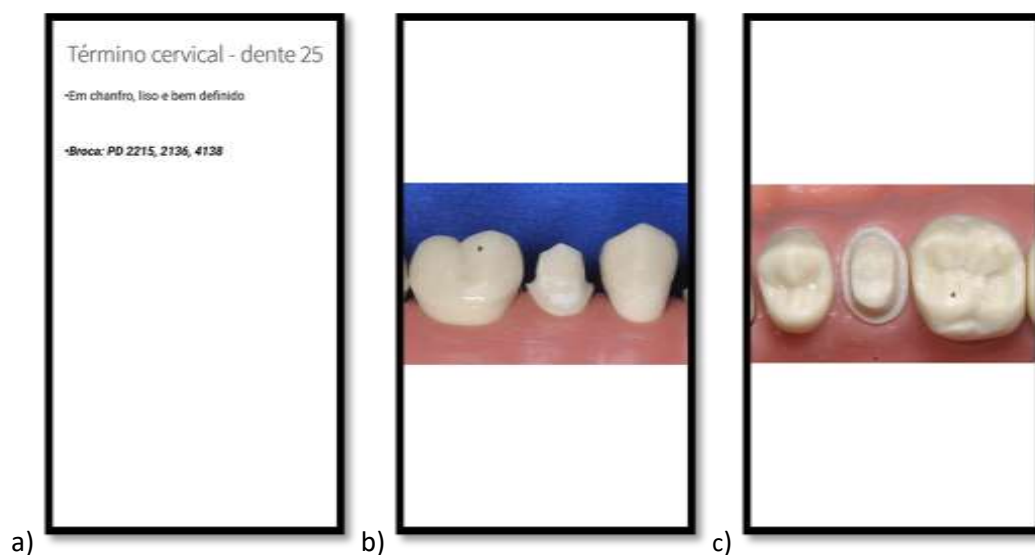 Término cervical - dente 25
•Em chanfro, liso e bem definido
•Broca: PD 2215, 2136, 4138
a)
b)
c)